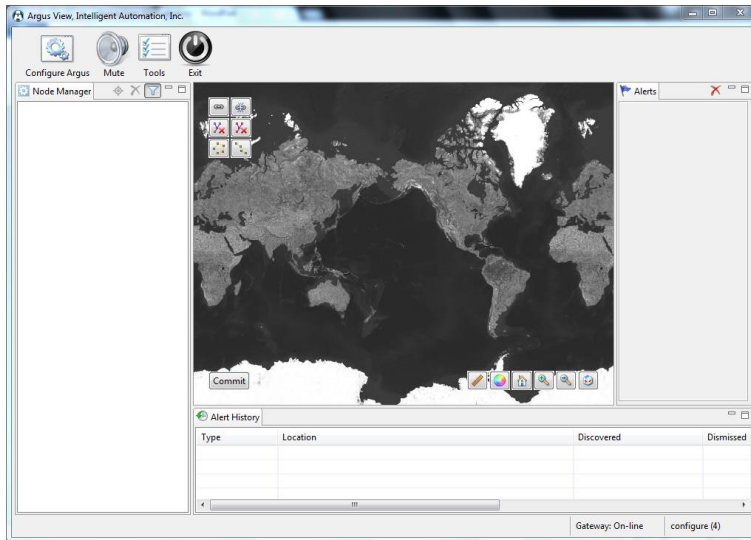 Argus View, Intelligent Automation, Inc.
Configure Argus Mute Tools Exit
Node Manager
Alerts
Commit
Alert History
Type Location Discovered Dismissed
Gateway: On-line configure (4)